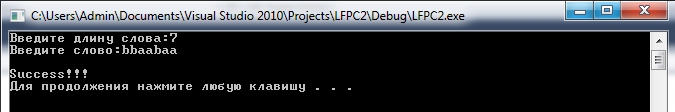 C:\Users\Admin\Documents\Visual Studio 2010\Projects\LFPC2\Debug\LFPC2.exe
Введите длину слова:7
Введите слово:bbaabaa
Success!!!
Для продолжения нажмите любую клавишу . . .